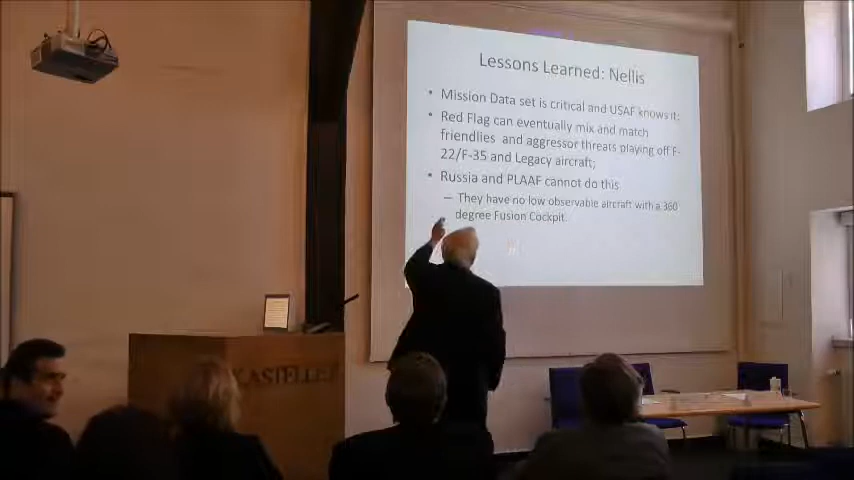 Lessons Learned: Nellis
• Mission Data set is critical and USAF knows it;
• Red Flag can eventually mix and match
friendlies and aggressor threats playing off F-
22/F-35 and Legacy aircraft;
• Russia and PLAAF cannot do this
– They have no low observable aircraft with a 360
degree Fusion Cockpit.
KASTELLET